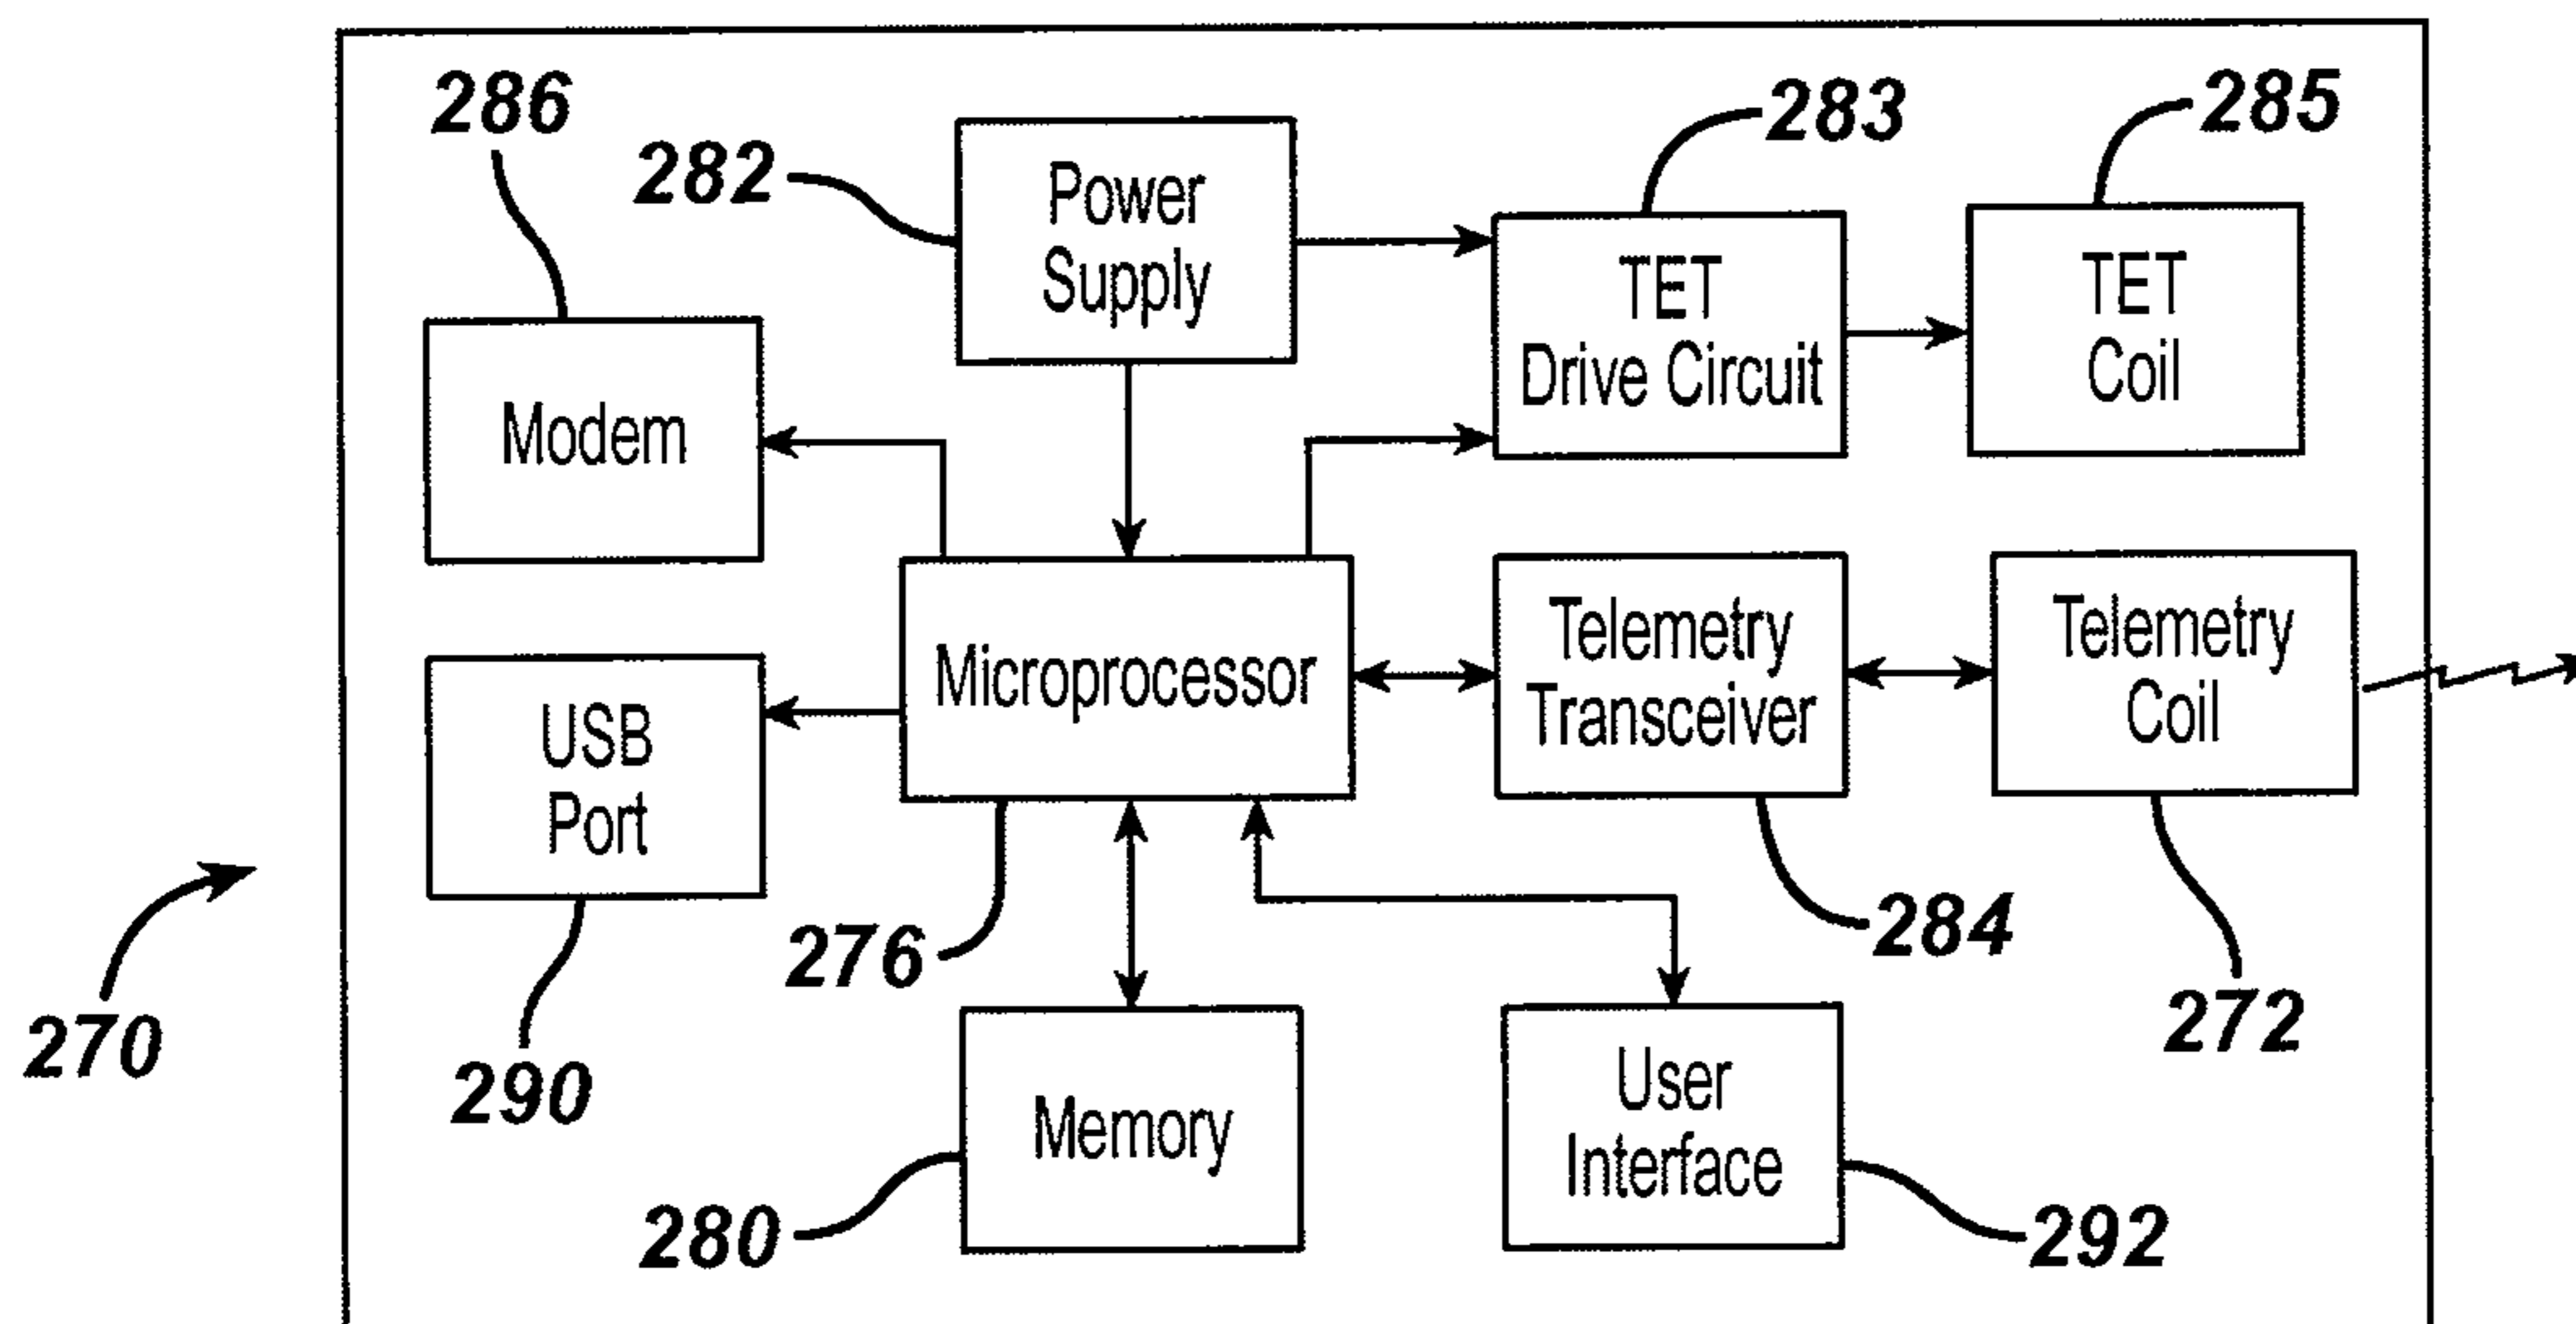 286
282
283
285
Power
Supply
TET
Drive Circuit
TET
Coil
Modem
Microprocessor
Telemetry
Transceiver
Telemetry
Coil
USB
Port
270
290
276
284
272
Memory
User
Interface
280
292